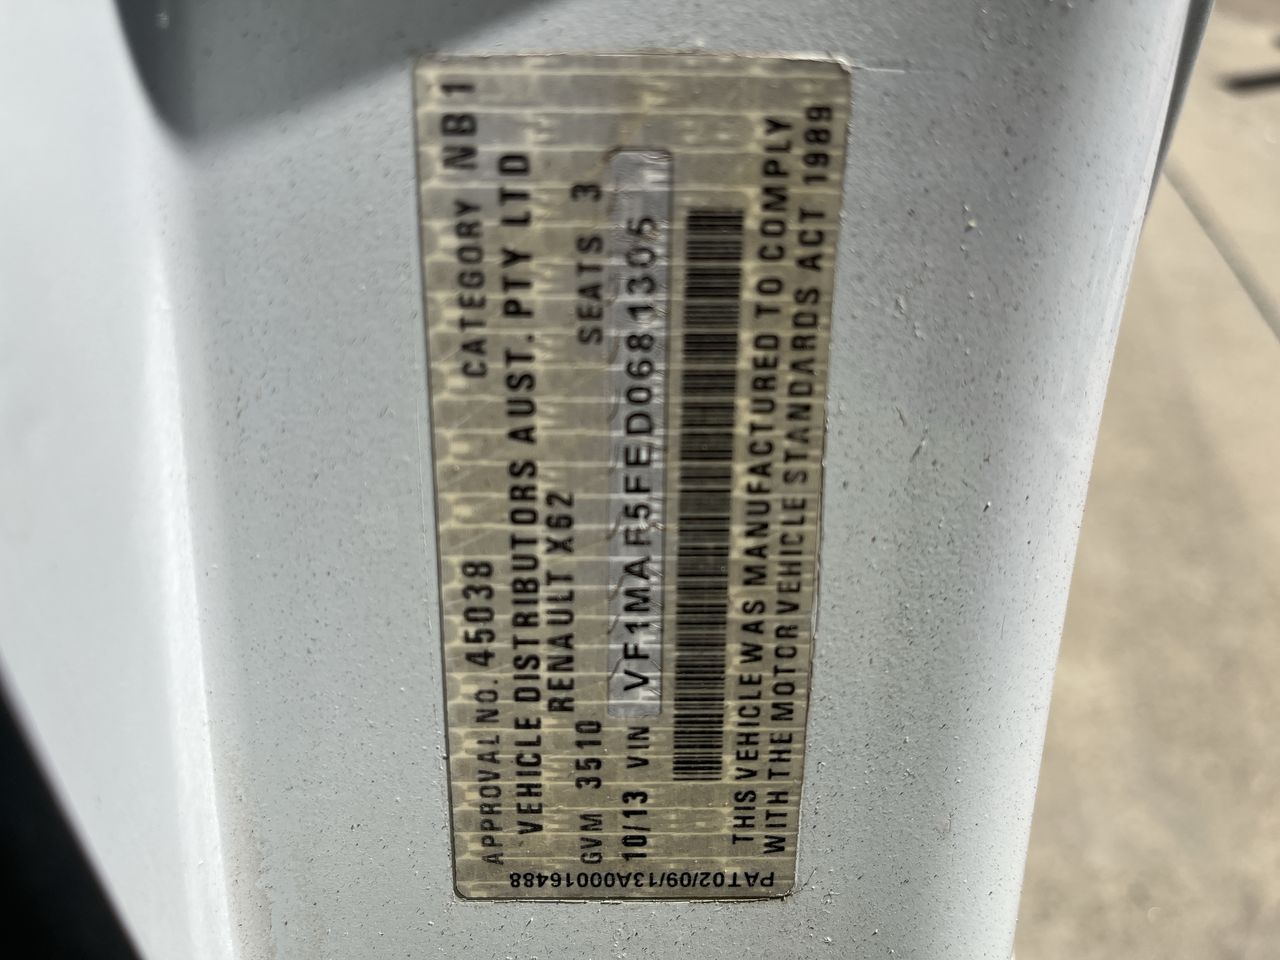 APPROVAL NO. 45038 CATEGORY NB1
VEHICLE DISTRIBUTORS AUST. PTY LTD
RENAULT X62
GVM 3510 SEATS 3
10/13 VIN VF1MAF5FED0681305
THIS VEHICLE WAS MANUFACTURED TO COMPLY
WITH THE MOTOR VEHICLE STANDARDS ACT 1989
PAT02/09/13A00016488